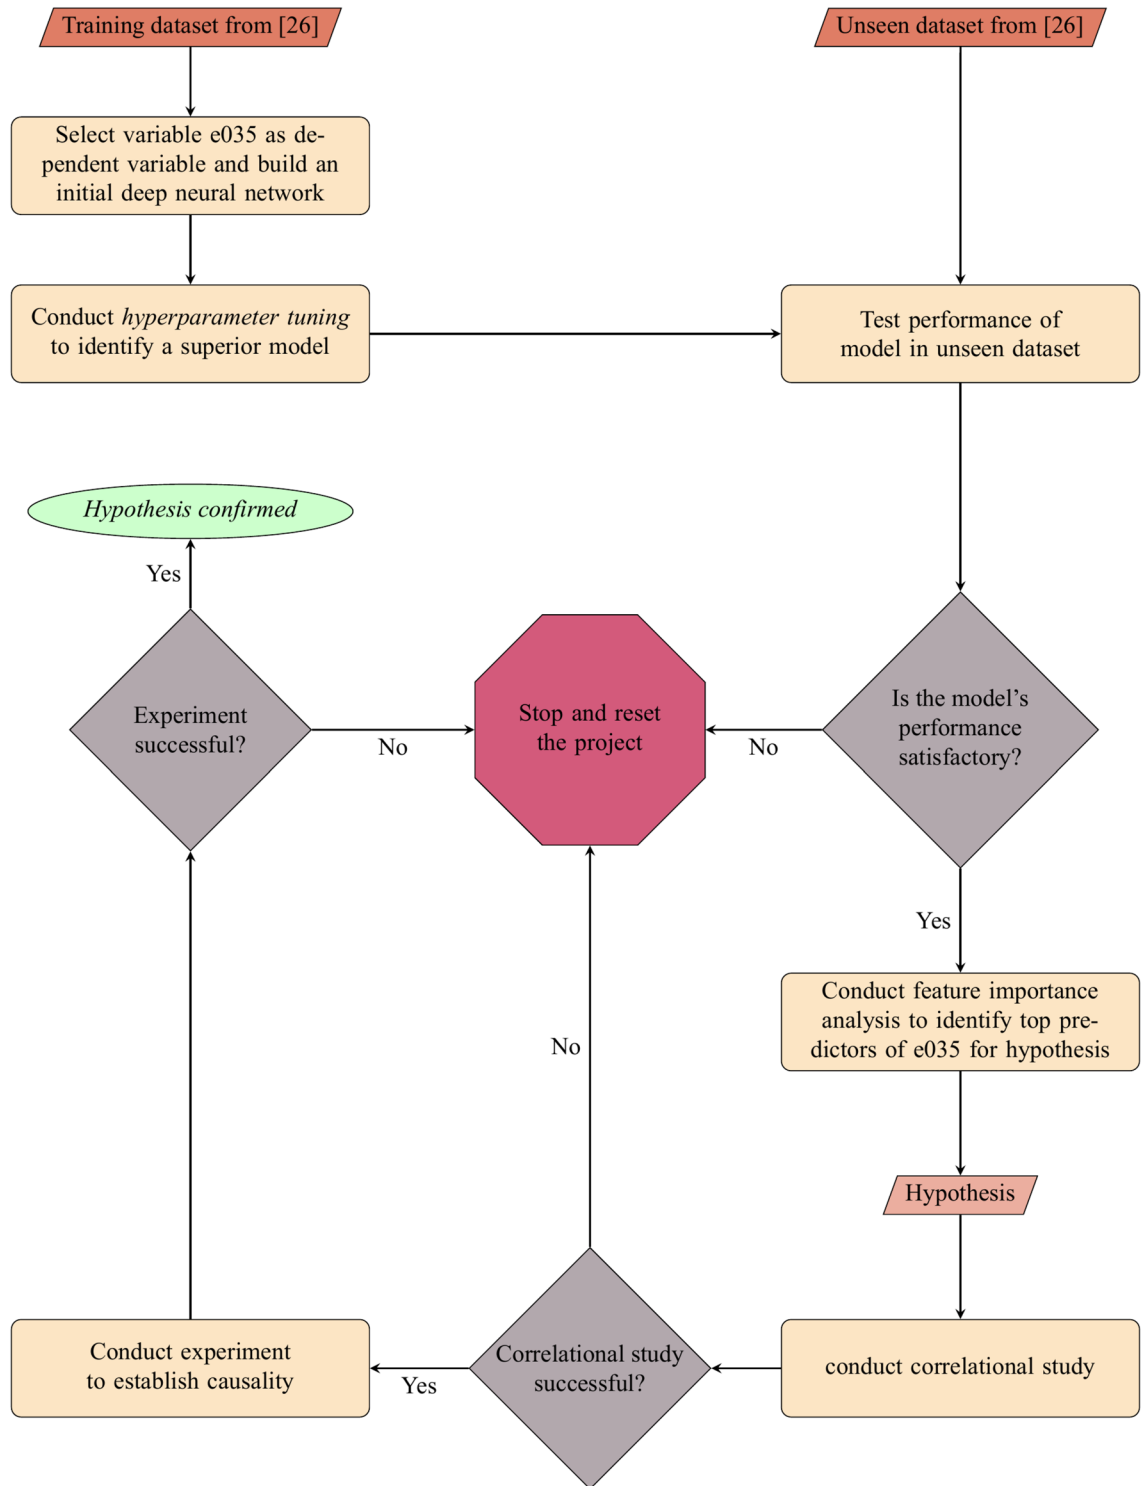 Training dataset from [26]
Unseen dataset from [26]
Select variable e035 as de-
pendent variable and build an
initial deep neural network
Conduct hyperparameter tuning
to identify a superior model
Test performance of
model in unseen dataset
Hypothesis confirmed
Yes
Experiment
successful?
No
Stop and reset
the project
No
Is the model’s
performance
satisfactory?
Yes
Conduct feature importance
analysis to identify top pre-
dictors of e035 for hypothesis
No
Hypothesis
Conduct experiment
to establish causality
Yes
Correlational study
successful?
conduct correlational study